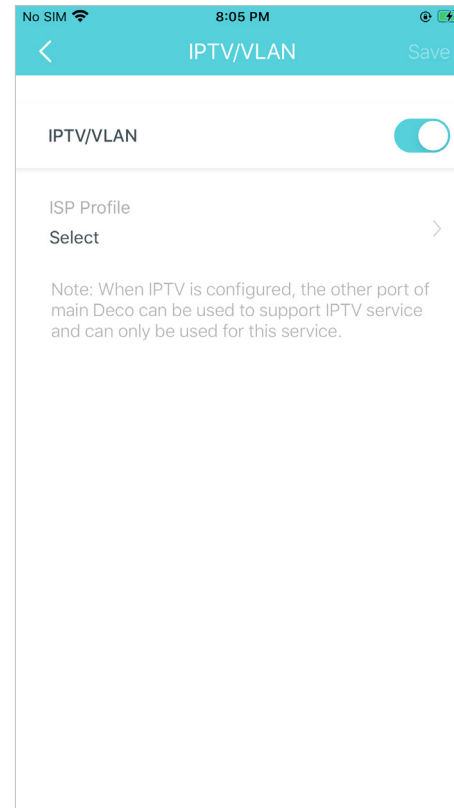 No SIM 8:05 PM
IPTV/VLAN Save
IPTV/VLAN
ISP Profile
Select
Note: When IPTV is configured, the other port of
main Deco can be used to support IPTV service
and can only be used for this service.